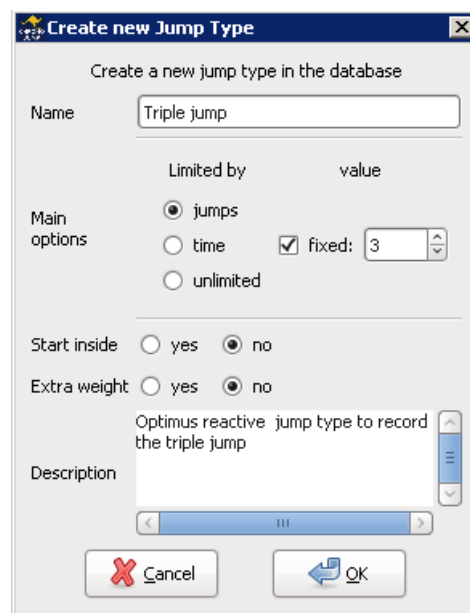 Create new Jump Type
Create a new jump type in the database
Name
Triple jump
Limited by value
Main
options
jumps
time
fixed: 3
unlimited
Start inside yes no
Extra weight yes no
Description
Optimus reactive jump type to record
the triple jump
Cancel OK